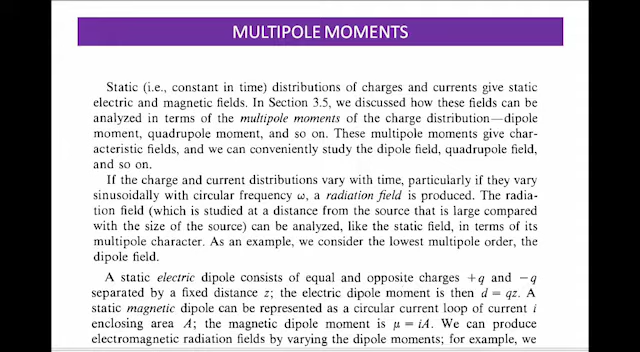 MULTIPOLE MOMENTS
Static (i.e., constant in time) distributions of charges and currents give static
electric and magnetic fields. In Section 3.5, we discussed how these fields can be
analyzed in terms of the multipole moments of the charge distribution—dipole
moment, quadrupole moment, and so on. These multipole moments give char-
acteristic fields, and we can conveniently study the dipole field, quadrupole field,
and so on.
If the charge and current distributions vary with time, particularly if they vary
sinusoidally with circular frequency ω, a radiation field is produced. The radia-
tion field (which is studied at a distance from the source that is large compared
with the size of the source) can be analyzed, like the static field, in terms of its
multipole character. As an example, we consider the lowest multipole order, the
dipole field.
A static electric dipole consists of equal and opposite charges +q and −q
separated by a fixed distance z; the electric dipole moment is then d = qz. A
static magnetic dipole can be represented as a circular current loop of current i
enclosing area A; the magnetic dipole moment is μ = iA. We can produce
electromagnetic radiation fields by varying the dipole moments; for example, we